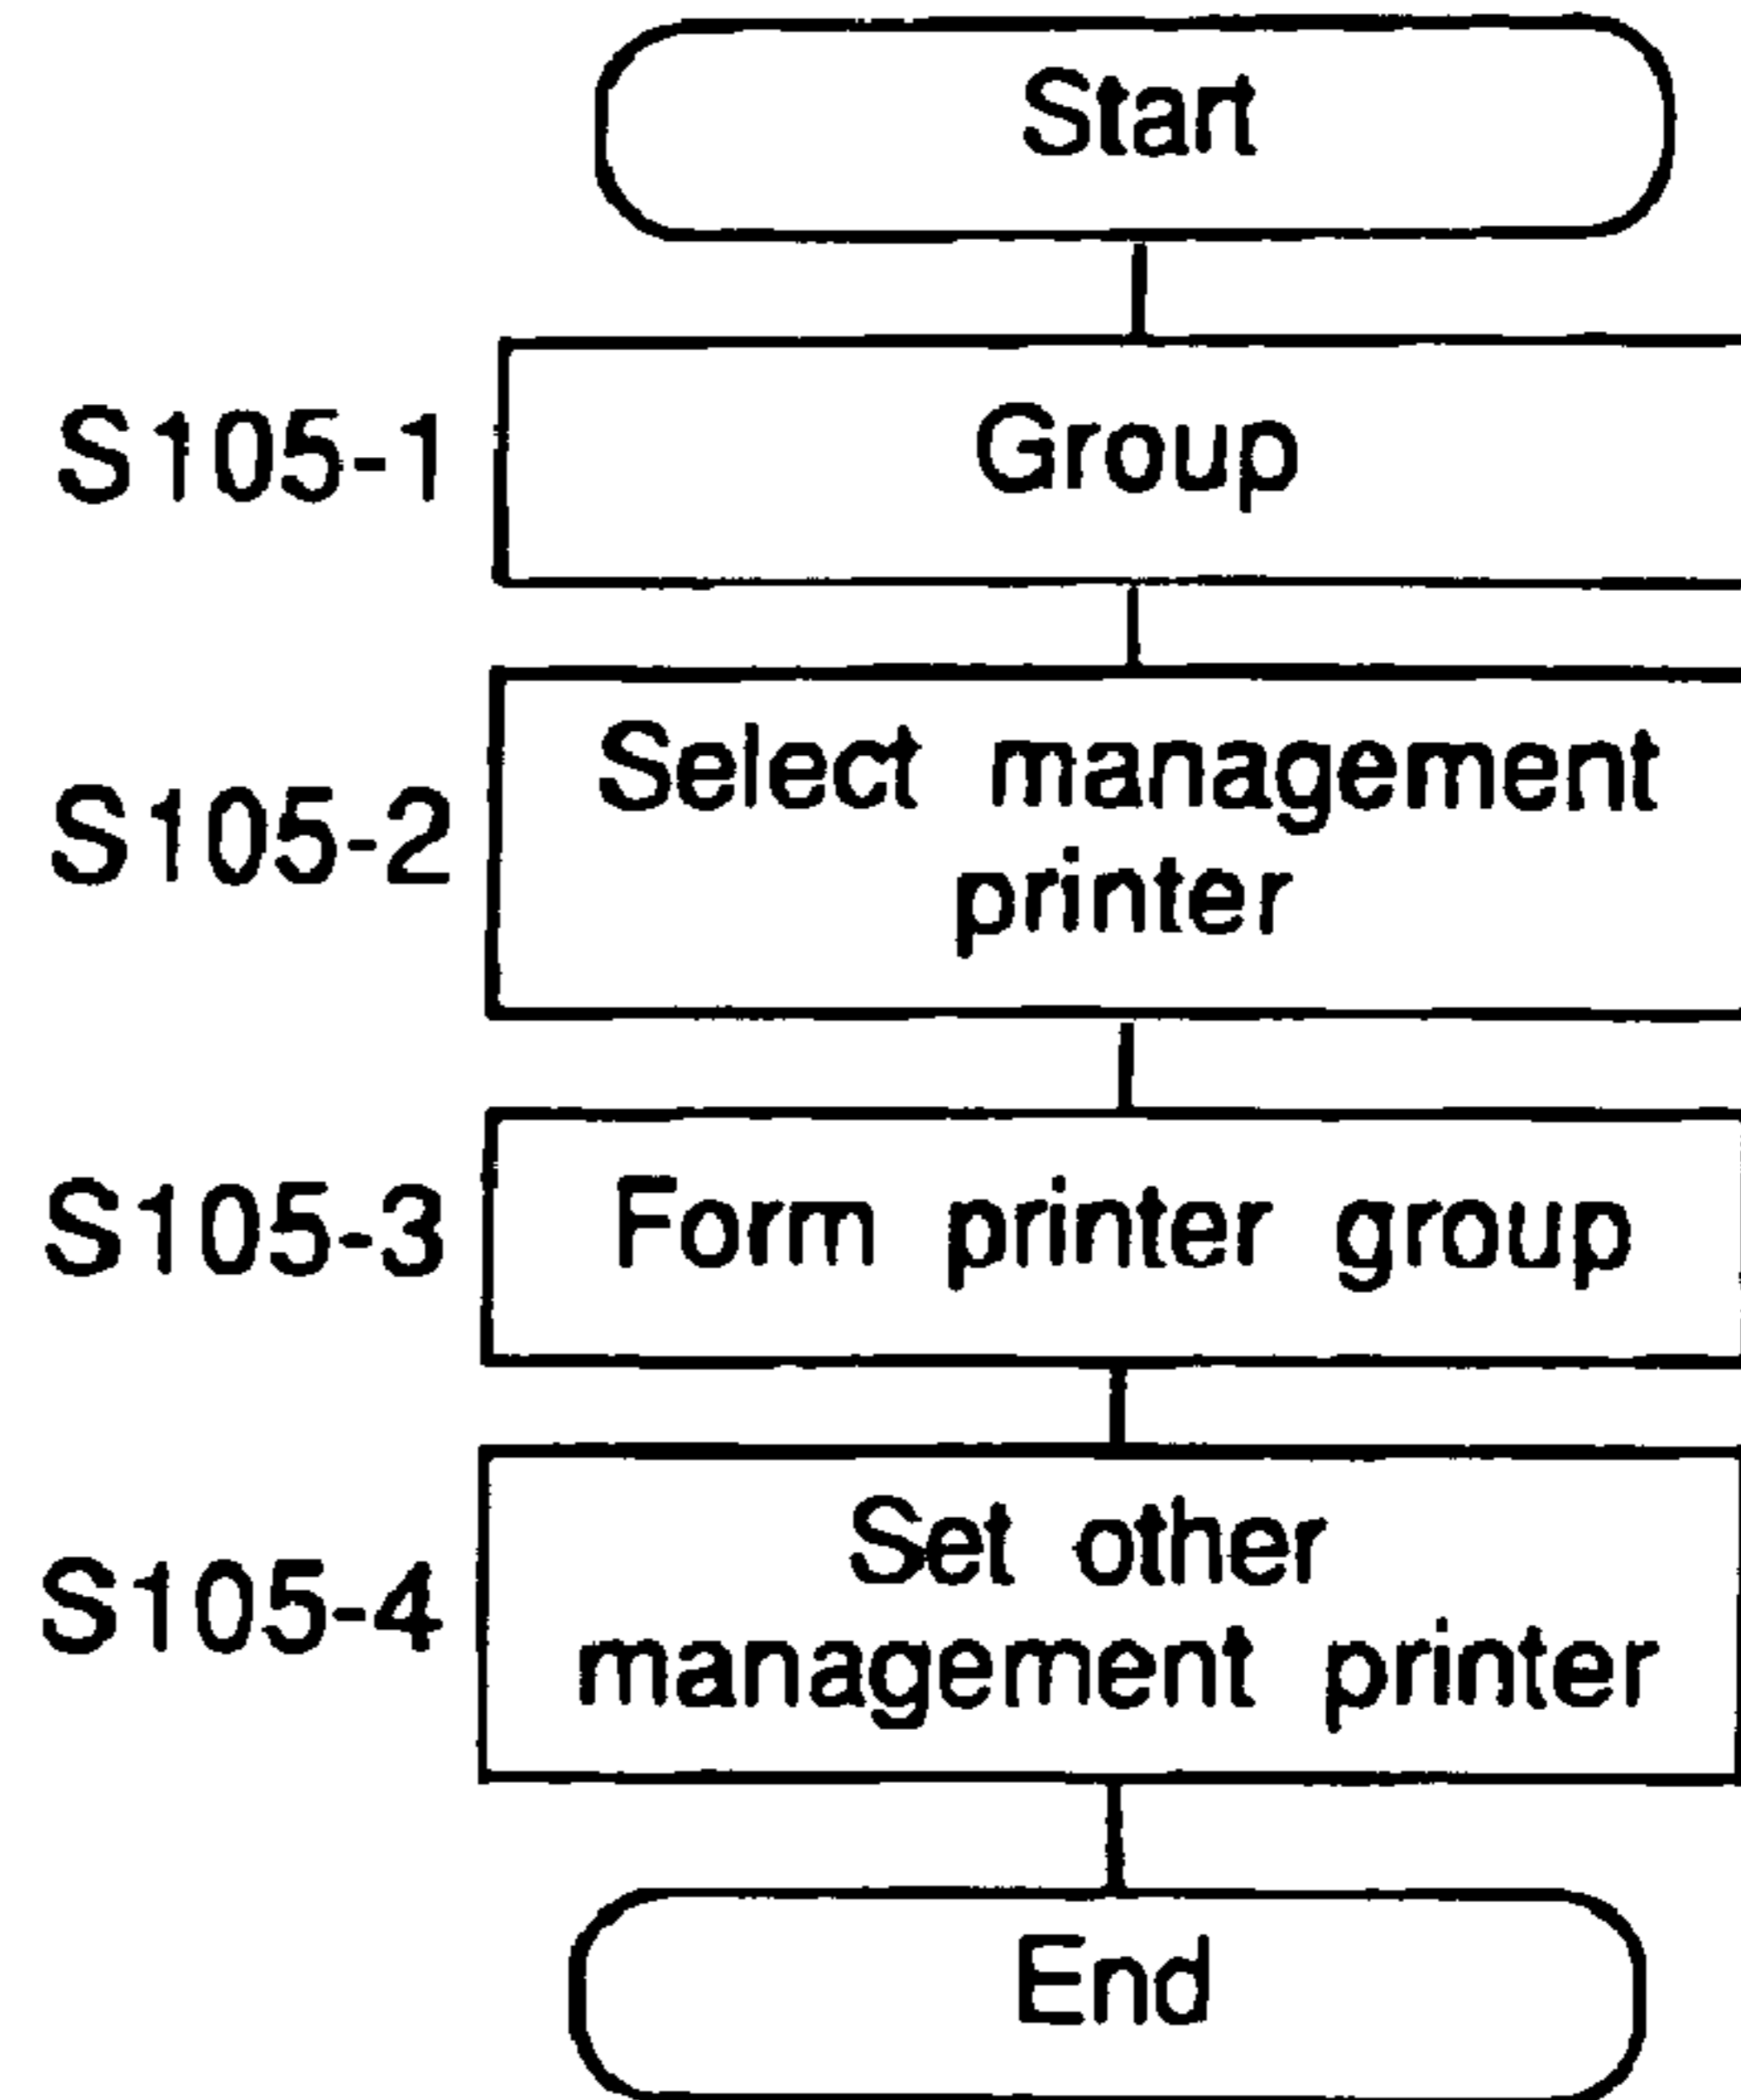 Start
S105-1
Group
S105-2
Select management
printer
S105-3
Form printer group
S105-4
Set other
management printer
End